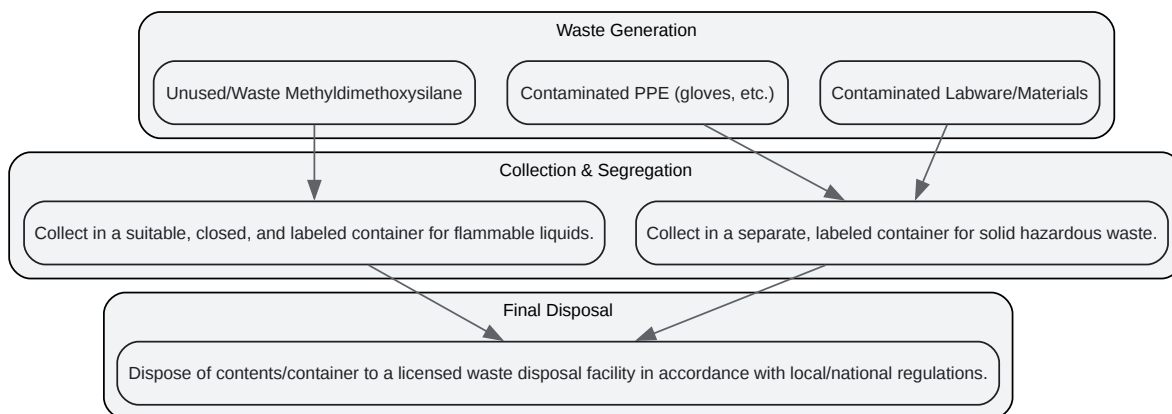 Waste Generation
Unused/Waste Methyldimethoxysilane
Contaminated PPE (gloves, etc.)
Contaminated Labware/Materials
Collection & Segregation
Collect in a suitable, closed, and labeled container for flammable liquids.
Collect in a separate, labeled container for solid hazardous waste.
Final Disposal
Dispose of contents/container to a licensed waste disposal facility in accordance with local/national regulations.